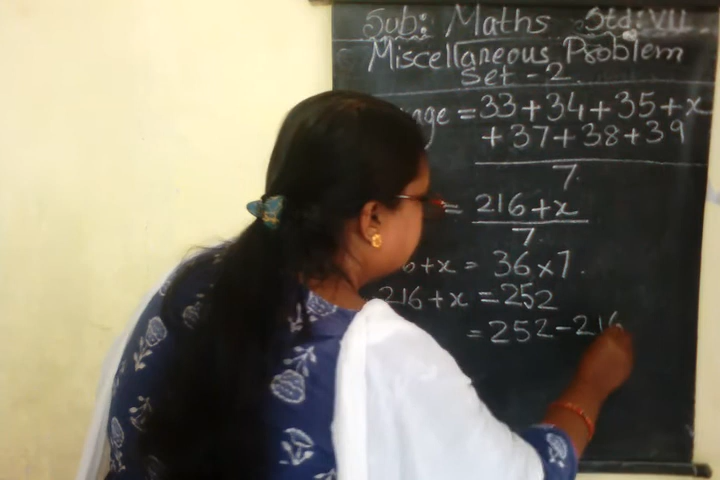 Sub: Maths Std: VII
Miscellaneous Problem
Set - 2
= 33 + 34 + 35 + x
+ 37 + 38 + 39
7
= 216 + x
7
+ x = 36 × 7
216 + x = 252
= 252 - 216